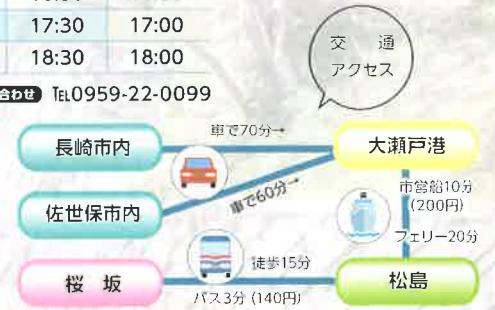 17:30 17:00
18:30 18:00
合わせ TEL0959-22-0099
交通
アクセス
長崎市内
車で70分→
大瀬戸港
佐世保市内
車で60分→
市営船10分
(200円)
フェリー20分
桜坂
徒歩15分
バス3分 (140円)
松島